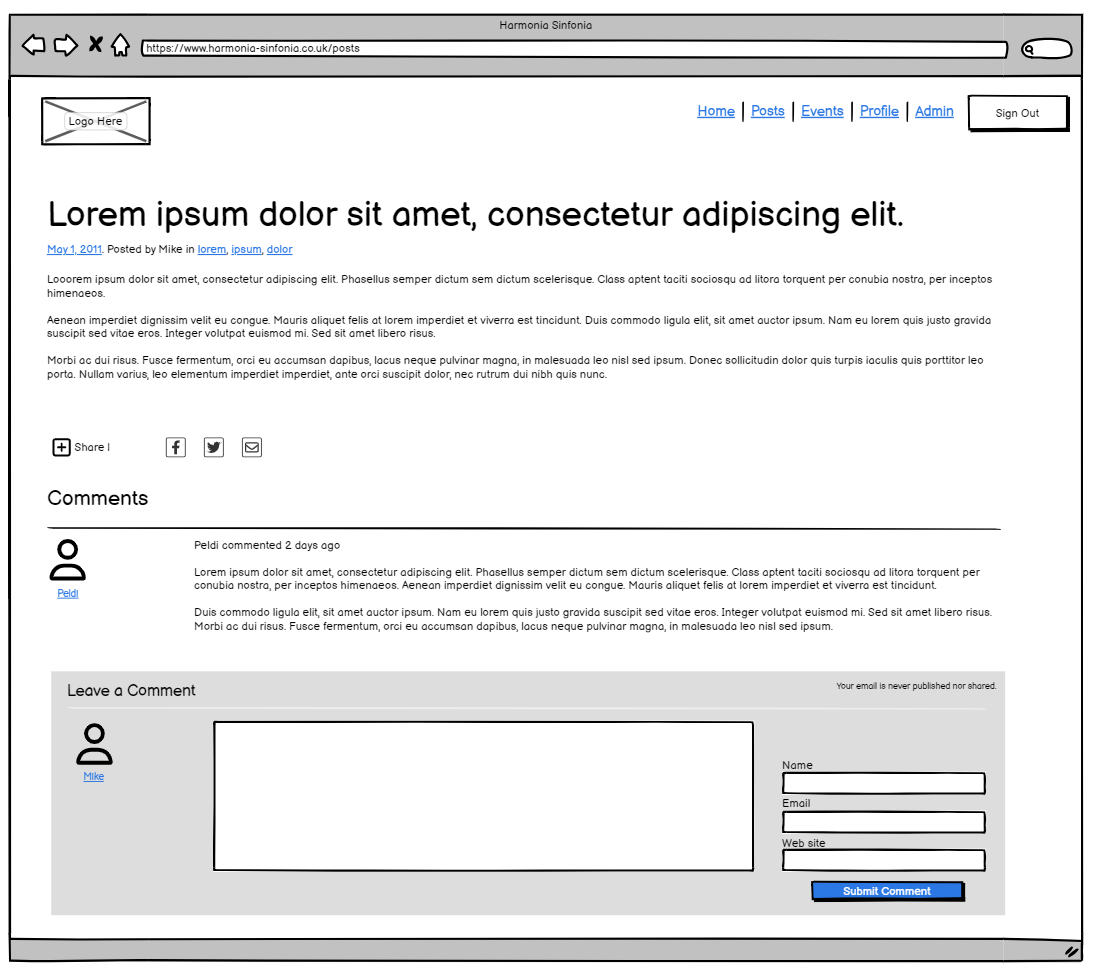 Harmonia Sinfonia
https://www.harmonia-sinfonia.co.uk/posts
Logo Here
Home Posts Events Profile Admin
Sign Out
Lorem ipsum dolor sit amet, consectetur adipiscing elit.
May 1, 2011. Posted by Mike in lorem, ipsum, dolor
Looorem ipsum dolor sit amet, consectetur adipiscing elit. Phasellus semper dictum sem dictum scelerisque. Class aptent taciti sociosqu ad litora torquent per conubia nostra, per inceptos
himenaeos.
Aenean imperdiet dignissim velit eu congue. Mauris aliquet felis at lorem imperdiet et viverra est tincidunt. Duis commodo ligula elit, sit amet auctor ipsum. Nam eu lorem quis justo gravida
suscipit sed vitae eros. Integer volutpat euismod mi. Sed sit amet libero risus.
Morbi ac dui risus. Fusce fermentum, orci eu accumsan dapibus, lacus neque pulvinar magna, in malesuada leo nisl sed ipsum. Donec sollicitudin dolor quis turpis iaculis quis porttitor leo
porta. Nullam varius, leo elementum imperdiet imperdiet, ante orci suscipit dolor, nec rutrum dui nibh quis nunc.
Share |
Comments
Peldi commented 2 days ago
Peldi
Lorem ipsum dolor sit amet, consectetur adipiscing elit. Phasellus semper dictum sem dictum scelerisque. Class aptent taciti sociosqu ad litora torquent per
conubia nostra, per inceptos himenaeos. Aenean imperdiet dignissim velit eu congue. Mauris aliquet felis at lorem imperdiet et viverra est tincidunt.
Duis commodo ligula elit, sit amet auctor ipsum. Nam eu lorem quis justo gravida suscipit sed vitae eros. Integer volutpat euismod mi. Sed sit amet libero risus.
Morbi ac dui risus. Fusce fermentum, orci eu accumsan dapibus, lacus neque pulvinar magna, in malesuada leo nisl sed ipsum.
Leave a Comment
Your email is never published nor shared.
Mike
Name
Email
Web site
Submit Comment